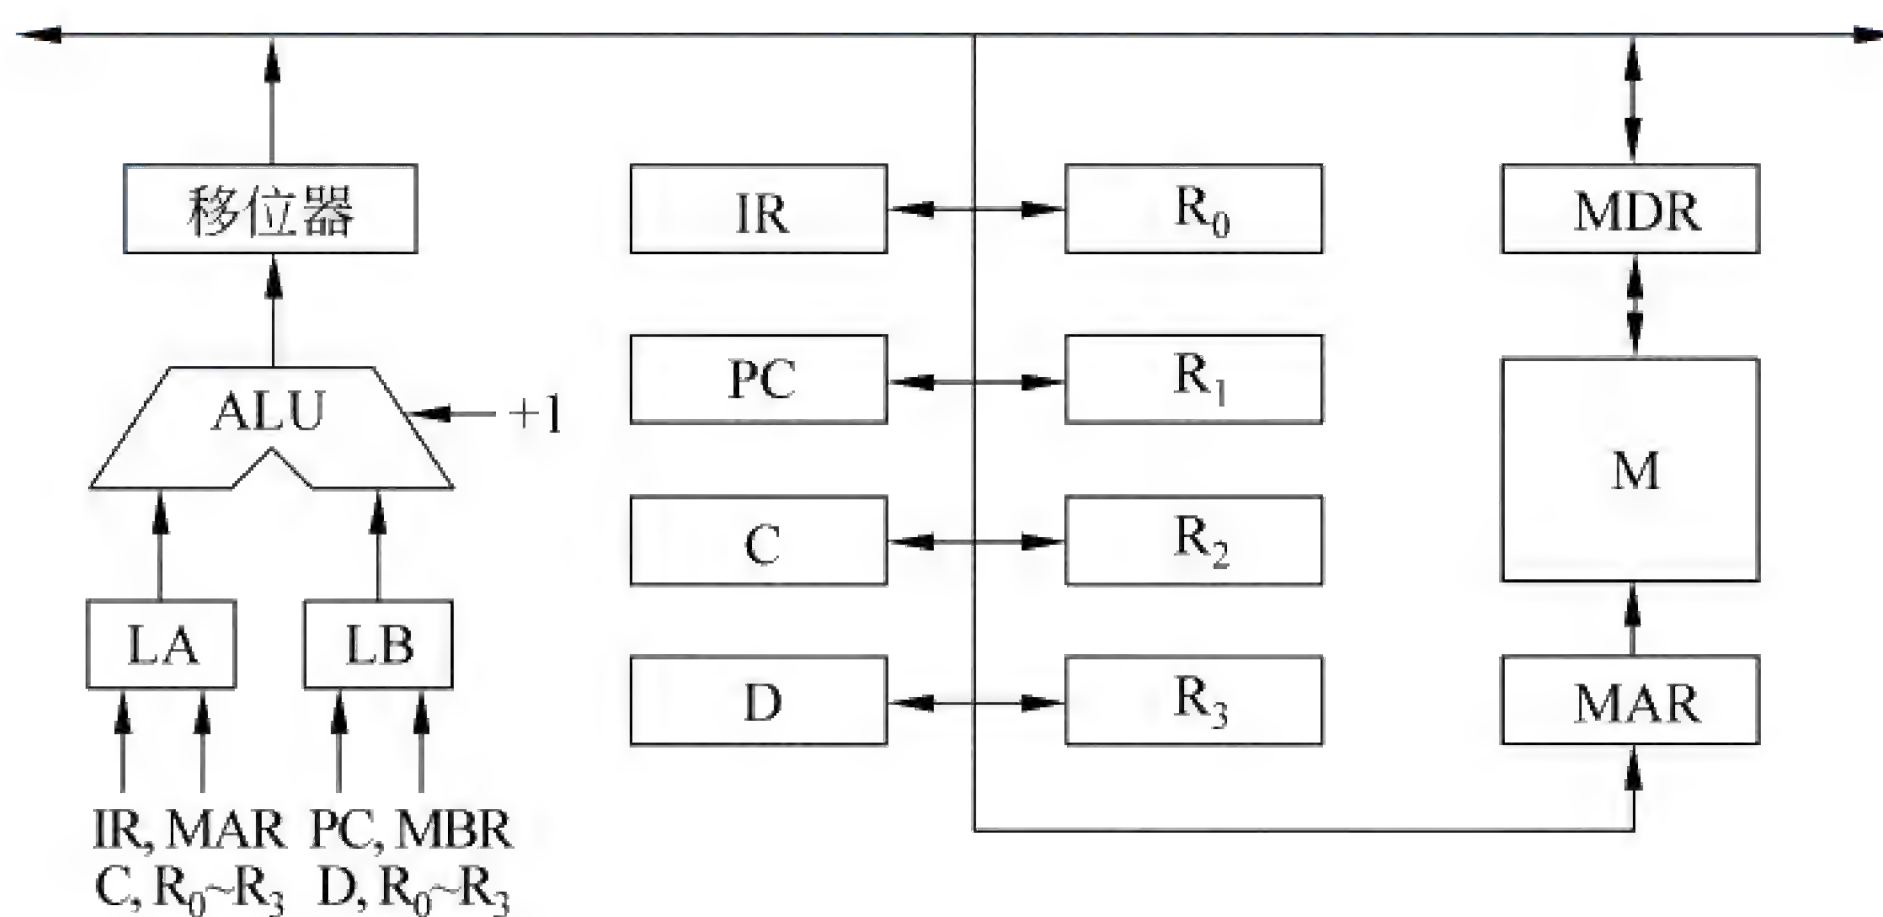 移位器
IR
R₀
MDR
ALU
+1
PC
R₁
M
C
R₂
LA
LB
D
R₃
MAR
IR, MAR PC, MBR
C, R₀~R₃ D, R₀~R₃